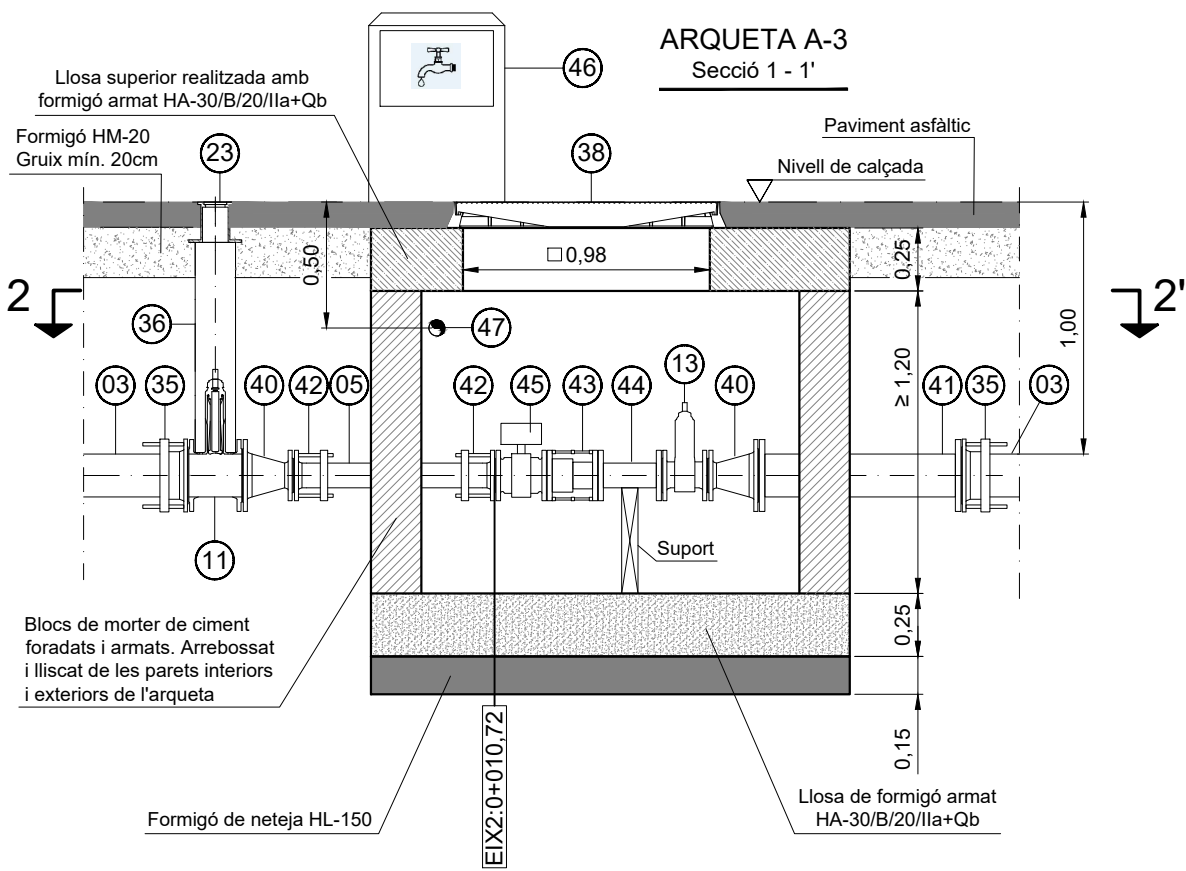 ARQUETA A-3
Secció 1 - 1'
46
Llosa superior realitzada amb
formigó armat HA-30/B/20/IIa+Qb
Formigó HM-20
Gruix mín. 20cm
23
38
Paviment asfàltic
Nivell de calçada
0,50
□0,98
0,25
1,00
2
2'
36
47
≥ 1,20
13
03
35
40
42
05
42
45
43
44
40
41
35
03
11
Suport
Blocs de morter de ciment
foradats i armats. Arrebossat
i lliscat de les parets interiors
i exteriors de l'arqueta
0,25
0,15
EIX2:0+010,72
Formigó de neteja HL-150
Llosa de formigó armat
HA-30/B/20/IIa+Qb